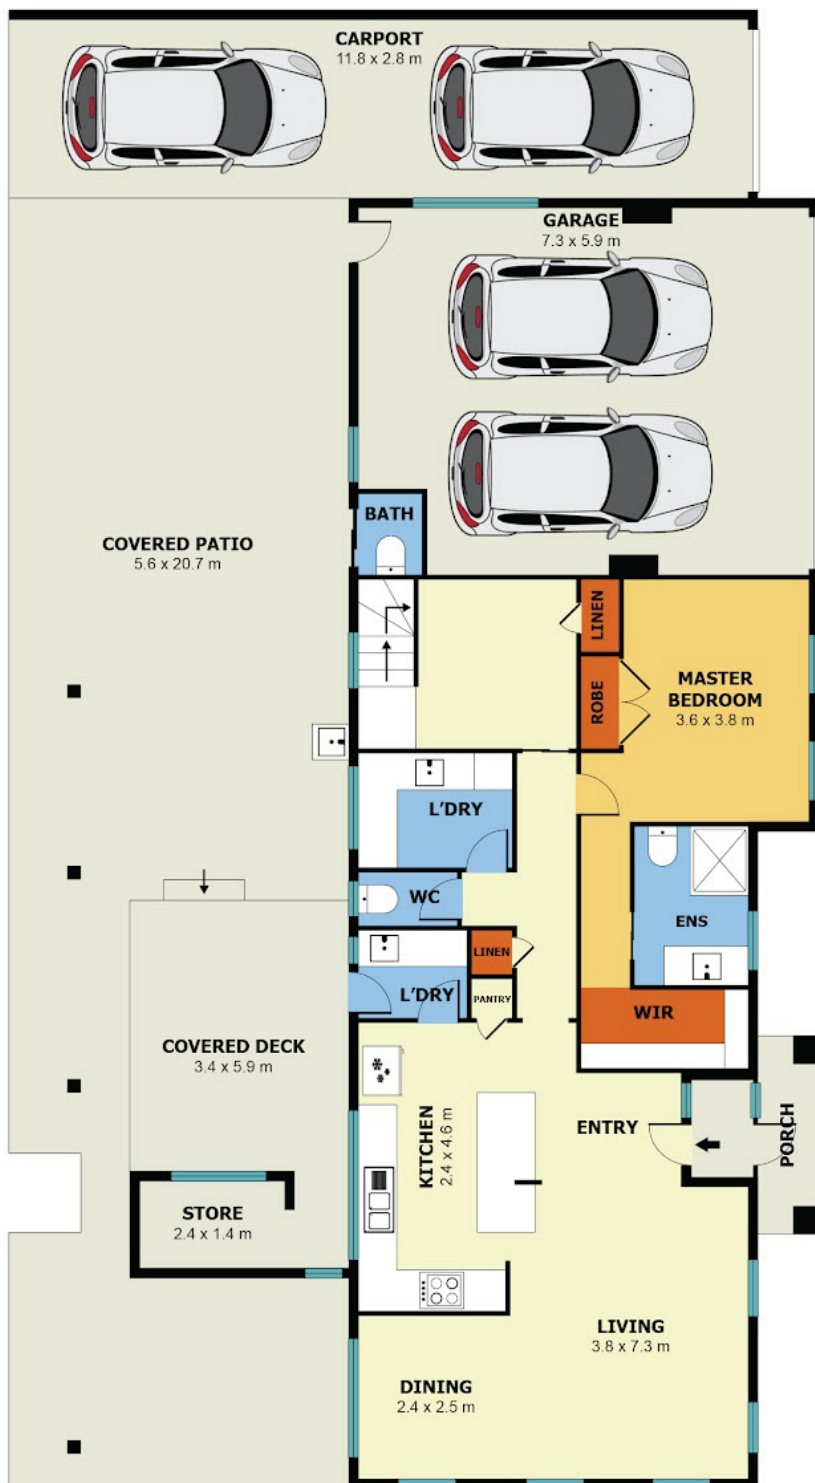 CARPORT
11.8 x 2.8 m
GARAGE
7.3 x 5.9 m
BATH
COVERED PATIO
5.6 x 20.7 m
LINEN
ROBE
MASTER
BEDROOM
3.6 x 3.8 m
L'DRY
WC
ENS
LINEN
L'DRY
PANTRY
WIR
COVERED DECK
3.4 x 5.9 m
KITCHEN
2.4 x 4.6 m
ENTRY
PORCH
STORE
2.4 x 1.4 m
LIVING
3.8 x 7.3 m
DINING
2.4 x 2.5 m